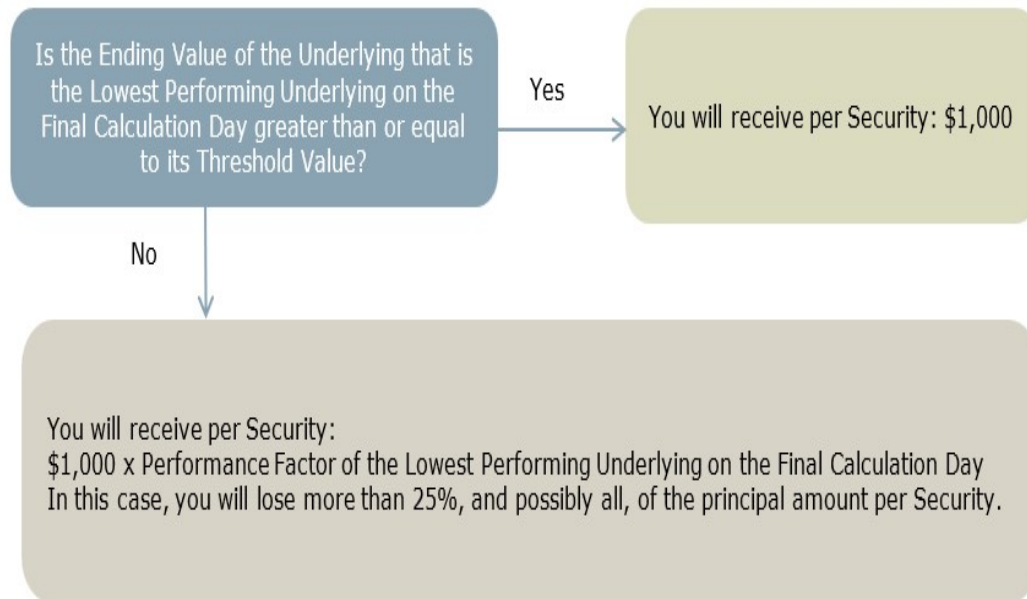 Is the Ending Value of the Underlying that is
the Lowest Performing Underlying on the
Final Calculation Day greater than or equal
to its Threshold Value?
Yes
You will receive per Security: $1,000
No
You will receive per Security:
$1,000 x Performance Factor of the Lowest Performing Underlying on the Final Calculation Day
In this case, you will lose more than 25%, and possibly all, of the principal amount per Security.